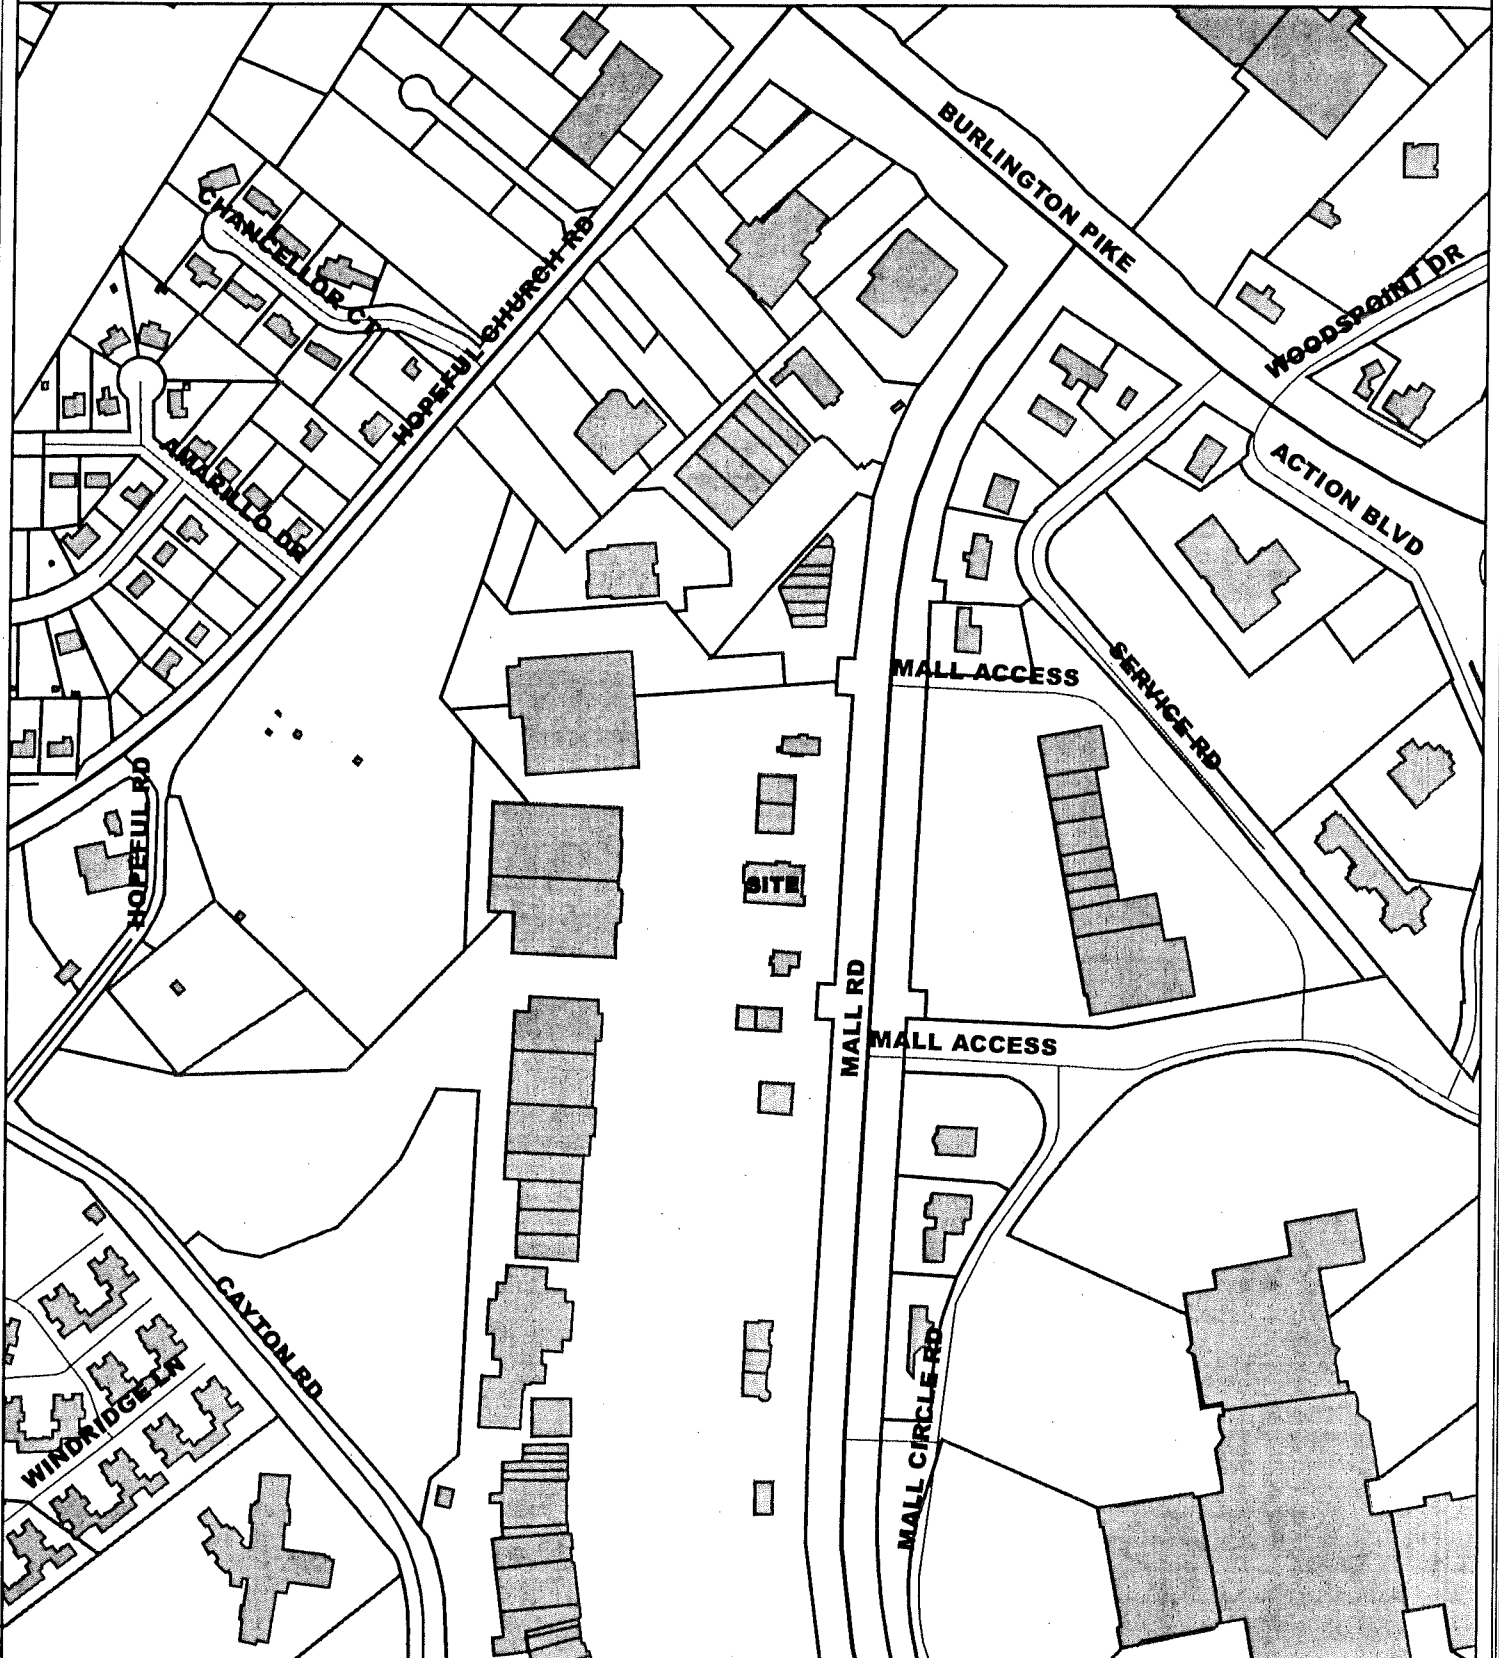 BURLINGTON PIKE
CHANCELLOR CT
HOPEFUL CHURCH RD
WOODSPOINT DR
AMARILLO DR
ACTION BLVD
MALL ACCESS
SERVICE RD
HOPEFUL RD
SITE
MALL RD
MALL ACCESS
CAYTON RD
WINDRIDGE LN
MALL CIRCLE RD